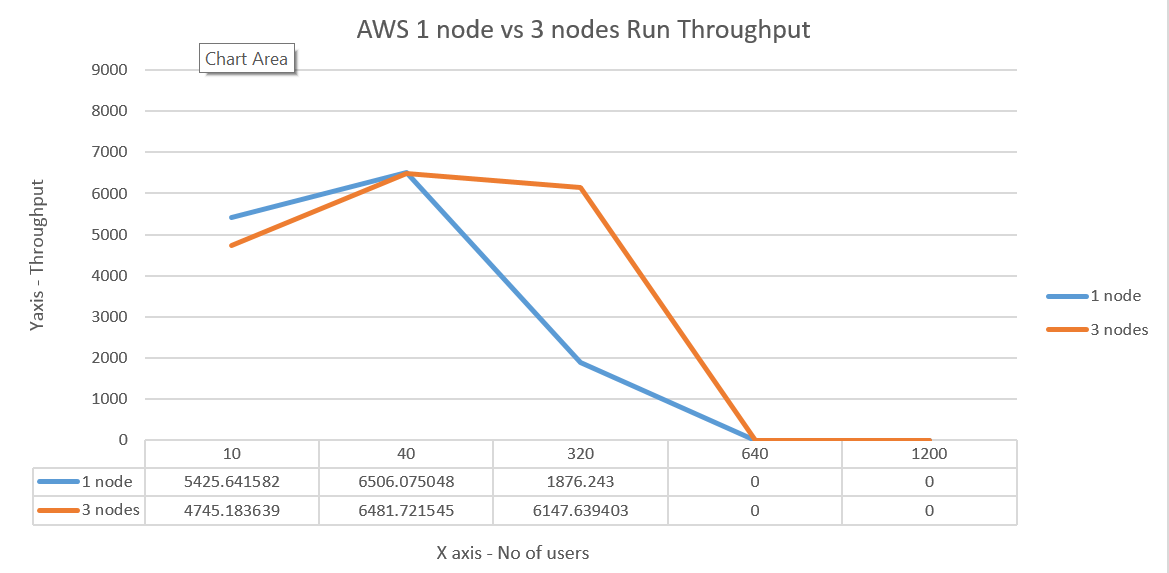 AWS 1 node vs 3 nodes Run Throughput
Chart Area
9000
8000
7000
6000
5000
4000
3000
2000
1000
0
Yaxis - Throughput
1 node
3 nodes
10 40 320 640 1200
1 node 5425.641582 6506.075048 1876.243 0 0
3 nodes 4745.183639 6481.721545 6147.639403 0 0
X axis - No of users